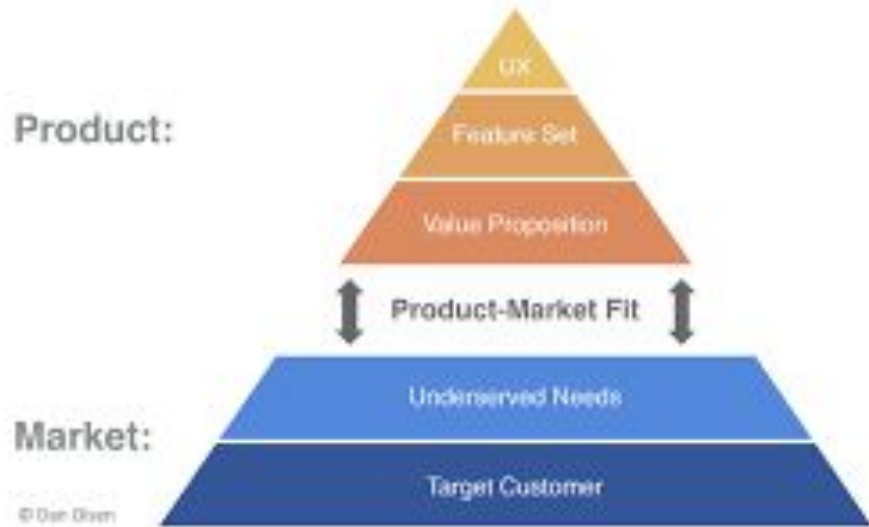 UX
Product:
Feature Set
Value Proposition
Product-Market Fit
Underserved Needs
Market:
Target Customer
© Dan Olsen